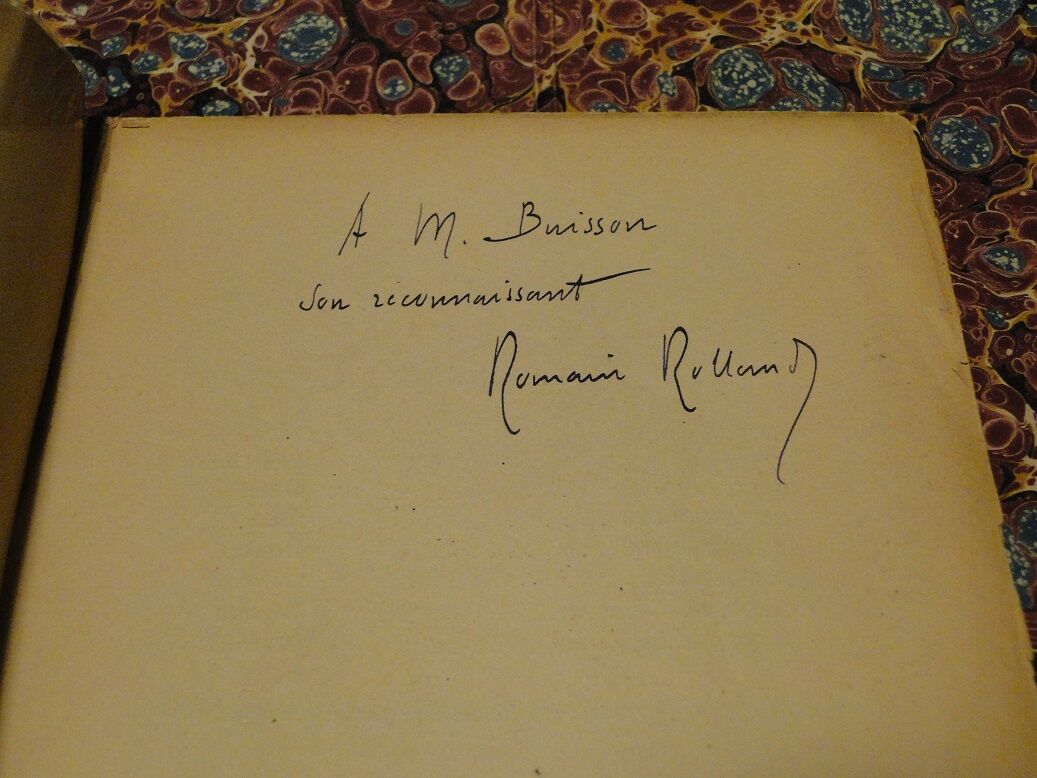 A M. Buisson
son reconnaissant
Romain Rolland